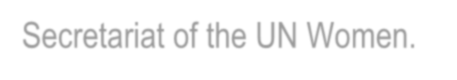 Secretariat of the UN Women.